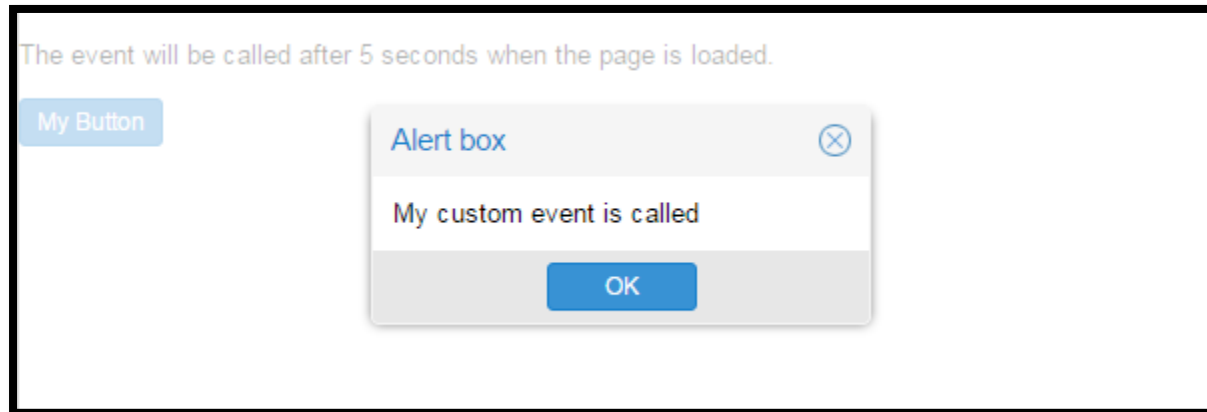 The event will be called after 5 seconds when the page is loaded.
My Button
Alert box
My custom event is called
OK